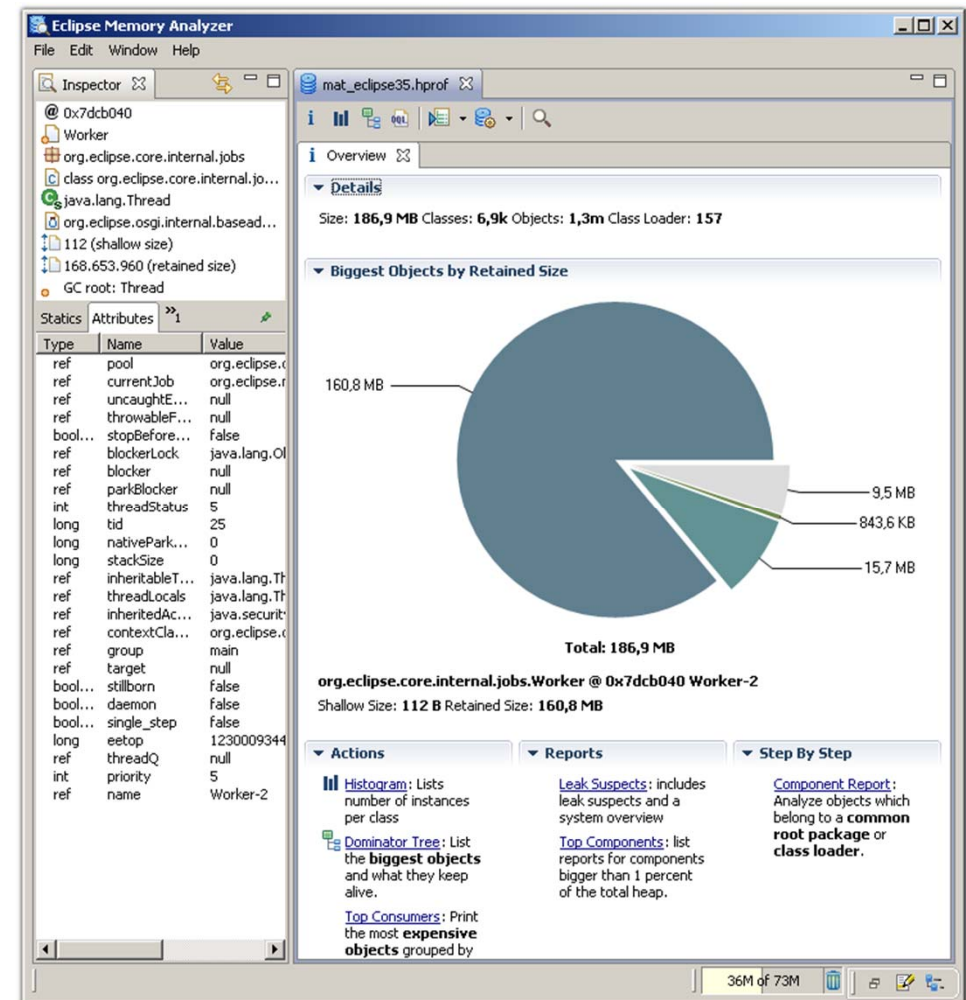 Eclipse Memory Analyzer
File Edit Window Help
Inspector
@ 0x7dcb040
Worker
org.eclipse.core.internal.jobs
class org.eclipse.core.internal.jo...
java.lang.Thread
org.eclipse.osgi.internal.basead...
112 (shallow size)
168.653.960 (retained size)
GC root: Thread
Statics Attributes »1
Type Name Value
ref pool org.eclipse.c
ref currentJob org.eclipse.r
ref uncaughtE... null
ref throwableF... null
bool... stopBefore... false
ref blockerLock java.lang.Ol
ref blocker null
ref parkBlocker null
int threadStatus 5
long tid 25
long nativePark... 0
long stackSize 0
ref inheritableT... java.lang.Th
ref threadLocals java.lang.Th
ref inheritedAc... java.securit
ref contextCla... org.eclipse.c
ref group main
ref target null
bool... stillborn false
bool... daemon false
bool... single_step false
long eetop 1230009344
ref threadQ null
int priority 5
ref name Worker-2
mat_eclipse35.hprof
i OQL
i Overview
Details
Size: 186,9 MB Classes: 6,9k Objects: 1,3m Class Loader: 157
Biggest Objects by Retained Size
160,8 MB
9,5 MB
843,6 KB
15,7 MB
Total: 186,9 MB
org.eclipse.core.internal.jobs.Worker @ 0x7dcb040 Worker-2
Shallow Size: 112 B Retained Size: 160,8 MB
Actions
Histogram: Lists
number of instances
per class
Dominator Tree: List
the biggest objects
and what they keep
alive.
Top Consumers: Print
the most expensive
objects grouped by
Reports
Leak Suspects: includes
leak suspects and a
system overview
Top Components: list
reports for components
bigger than 1 percent
of the total heap.
Step By Step
Component Report:
Analyze objects which
belong to a common
root package or
class loader.
36M of 73M